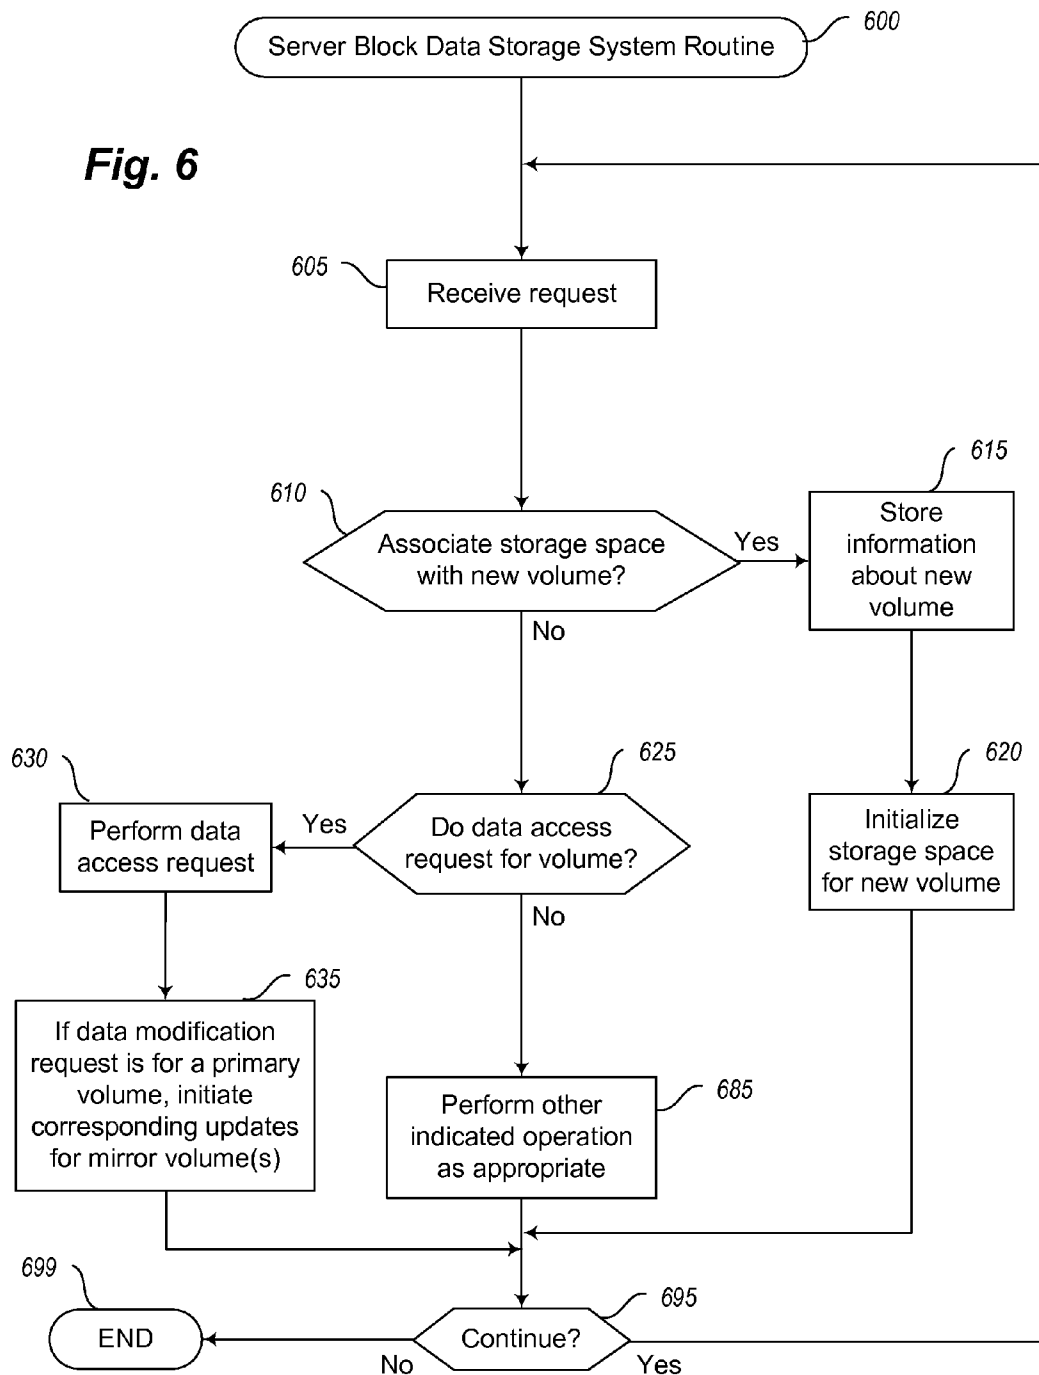 600
Server Block Data Storage System Routine
Fig. 6
605
Receive request
610
Associate storage space
with new volume?
Yes
No
615
Store
information
about new
volume
620
Initialize
storage space
for new volume
625
Do data access
request for volume?
Yes
No
630
Perform data
access request
635
If data modification
request is for a primary
volume, initiate
corresponding updates
for mirror volume(s)
685
Perform other
indicated operation
as appropriate
695
Continue?
No
Yes
699
END